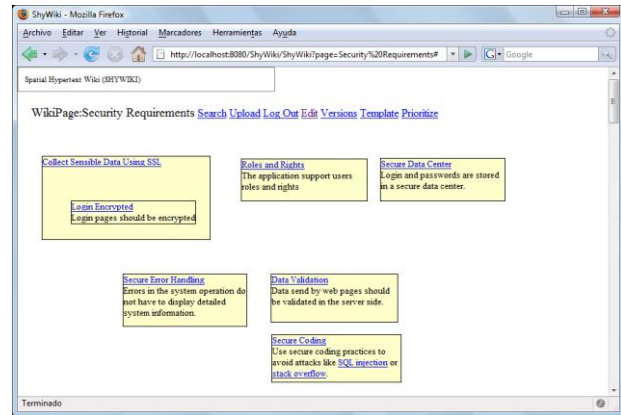 ShyWiki - Mozilla Firefox
Archivo Editar Ver Historial Marcadores Herramientas Ayuda
http://localhost:8080/ShyWiki/ShyWiki?page=Security%20Requirements# Google
Spatial Hypertext Wiki (SHYWIKI)
WikiPage:Security Requirements Search Upload Log Out Edit Versions Template Prioritize
Collect Sensible Data Using SSL
Login Encrypted
Login pages should be encrypted
Roles and Rights
The application support users
roles and rights
Secure Data Center
Login and passwords are stored
in a secure data center.
Secure Error Handling
Errors in the system operation do
not have to display detailed
system information.
Data Validation
Data send by web pages should
be validated in the server side.
Secure Coding
Use secure coding practices to
avoid attacks like SQL injection or
stack overflow.
Terminado